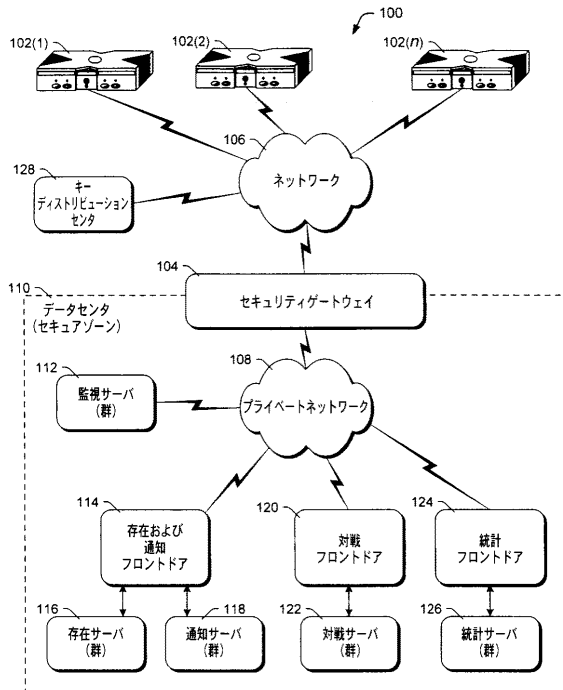 100
102(1)
102(2)
102(n)
106
ネットワーク
128
キー
ディストリビューション
センタ
104
セキュリティゲートウェイ
110
データセンタ
(セキュアゾーン)
108
プライベートネットワーク
112
監視サーバ
(群)
114
存在および
通知
フロントドア
120
対戦
フロントドア
124
統計
フロントドア
116
存在サーバ
(群)
118
通知サーバ
(群)
122
対戦サーバ
(群)
126
統計サーバ
(群)